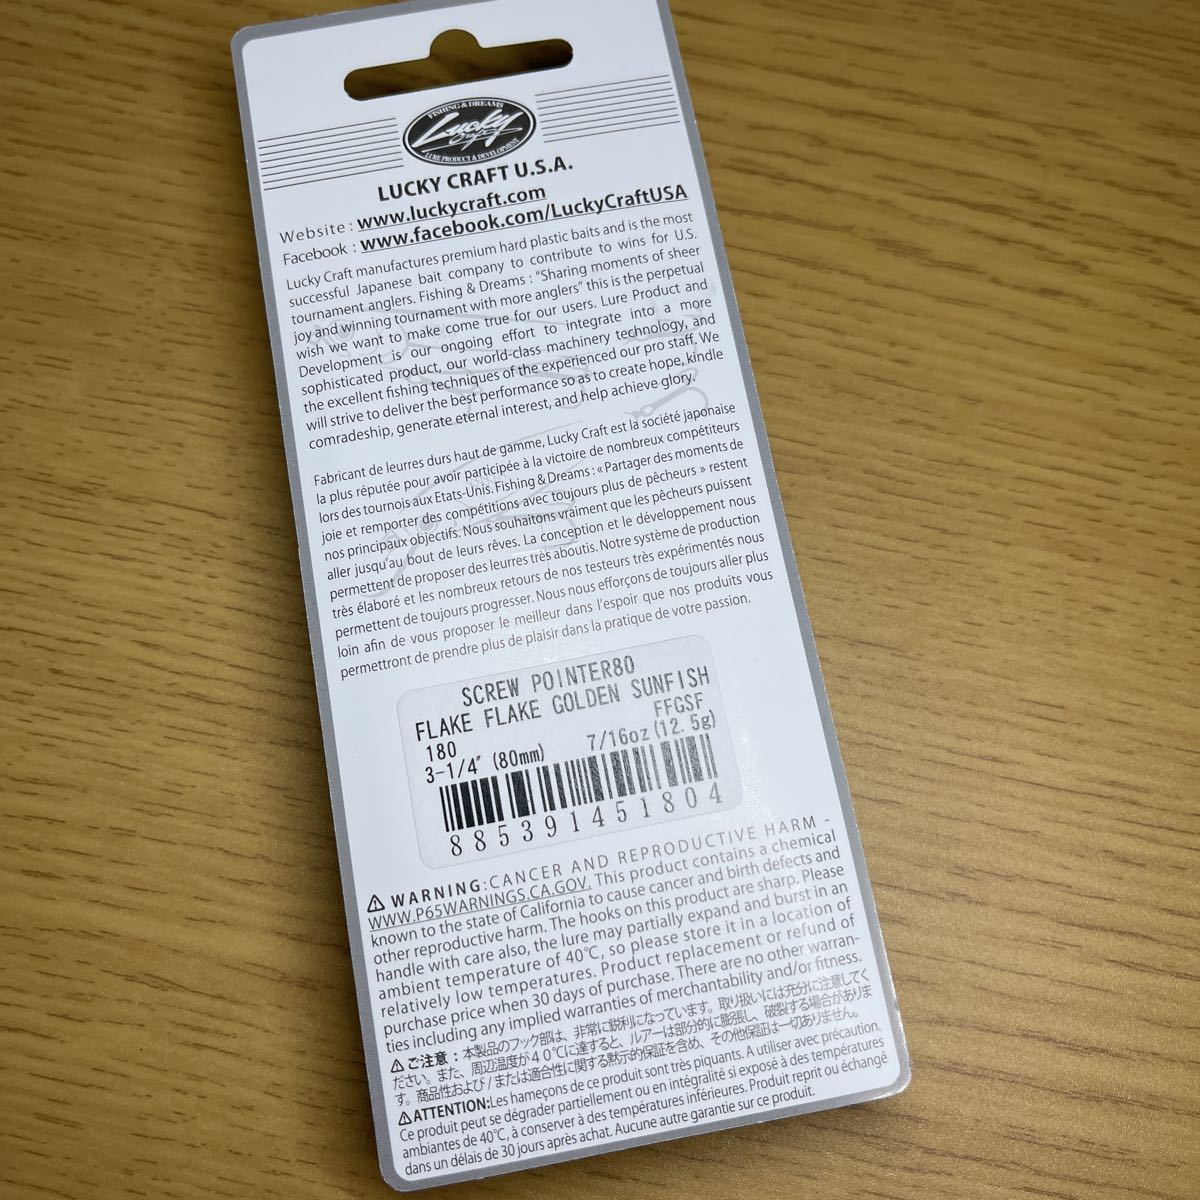 FISHING & DREAMS
Lucky
Craft
LURE PRODUCT & DEVELOPMENT
LUCKY CRAFT U.S.A.
Website : www.luckycraft.com
Facebook : www.facebook.com/LuckyCraftUSA
Lucky Craft manufactures premium hard plastic baits and is the most
successful Japanese bait company to contribute to wins for U.S.
tournament anglers. Fishing & Dreams : "Sharing moments of sheer
joy and winning tournament with more anglers" this is the perpetual
wish we want to make come true for our users. Lure Product and
Development is our ongoing effort to integrate into a more
sophisticated product, our world-class machinery technology, and
the excellent fishing techniques of the experienced our pro staff. We
will strive to deliver the best performance so as to create hope, kindle
comradeship, generate eternal interest, and help achieve glory.
Fabricant de leurres durs haut de gamme, Lucky Craft est la société japonaise
la plus réputée pour avoir participée à la victoire de nombreux compétiteurs
lors des tournois aux Etats-Unis. Fishing & Dreams : « Partager des moments de
joie et remporter des compétitions avec toujours plus de pêcheurs » restent
nos principaux objectifs. Nous souhaitons vraiment que les pêcheurs puissent
aller jusqu'au bout de leurs rêves. La conception et le développement nous
permettent de proposer des leurres très aboutis. Notre système de production
très élaboré et les nombreux retours de nos testeurs très expérimentés nous
permettent de toujours progresser. Nous nous efforçons de toujours aller plus
loin afin de vous proposer le meilleur dans l'espoir que nos produits vous
permettront de prendre plus de plaisir dans la pratique de votre passion.
SCREW POINTER80
FLAKE FLAKE GOLDEN SUNFISH
180 FFGSF
3-1/4" (80mm) 7/16oz (12.5g)
885391451804
⚠ WARNING:CANCER AND REPRODUCTIVE HARM -
WWW.P65WARNINGS.CA.GOV. This product contains a chemical
known to the state of California to cause cancer and birth defects and
other reproductive harm. The hooks on this product are sharp. Please
handle with care also, the lure may partially expand and burst in an
ambient temperature of 40℃, so please store it in a location of
relatively low temperatures. Product replacement or refund of
purchase price when 30 days of purchase. There are no other warran-
ties including any implied warranties of merchantability and/or fitness.
⚠ ご注意 : 本製品のフック部は、非常に鋭利になっています。取り扱いには充分に注意してく
ださい。また、周辺温度が４０℃に達すると、ルアーは部分的に膨張し、破裂する場合がありま
す。商品性および / または適合性に関する黙示的保証を含め、その他保証は一切ありません。
⚠ATTENTION:Les hameçons de ce produit sont très piquants. A utiliser avec précaution.
Ce produit peut se dégrader partiellement ou en intégralité si exposé à des températures
ambiantes de 40℃, à conserver à des températures inférieures. Produit reprit ou échangé
dans un délais de 30 jours après achat. Aucune autre garantie sur ce produit.